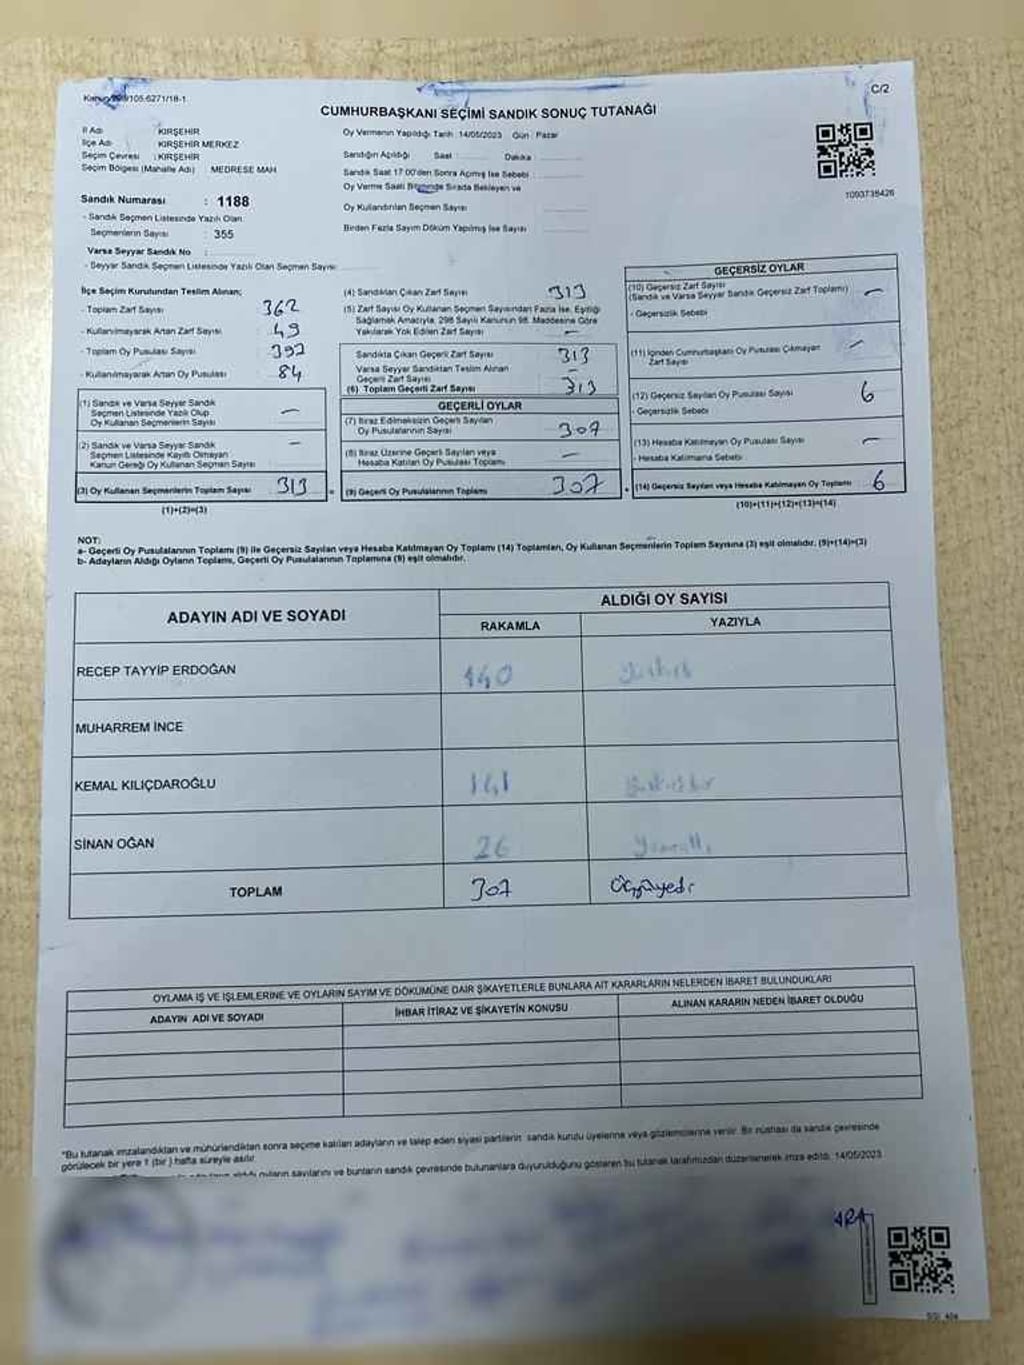 Kanun/298/105.6271/18-1
C/2
CUMHURBAŞKANI SEÇİMİ SANDIK SONUÇ TUTANAĞI
İl Adı : KIRŞEHİR
İlçe Adı : KIRŞEHİR MERKEZ
Seçim Çevresi : KIRŞEHİR
Seçim Bölgesi (Mahalle Adı) : MEDRESE MAH
Sandık Numarası : 1188
- Sandık Seçmen Listesinde Yazılı Olan
Seçmenlerin Sayısı : 355
Varsa Seyyar Sandık No :
- Seyyar Sandık Seçmen Listesinde Yazılı Olan Seçmen Sayısı:
Oy Vermenin Yapıldığı Tarih :14/05/2023 Gün : Pazar
Sandığın Açıldığı Saat Dakika
Sandık Saat 17.00'den Sonra Açımış İse Sebebi
Oy Verme Saati Bitiminde Sırada Bekleyen ve
Oy Kullandırılan Seçmen Sayısı
Birden Fazla Sayım Döküm Yapılmış İse Sayısı
1093738426
İlçe Seçim Kurulundan Teslim Alınan;
- Toplam Zarf Sayısı : 362
- Kullanılmayarak Artan Zarf Sayısı : 49
- Toplam Oy Pusulası Sayısı : 392
- Kullanılmayarak Artan Oy Pusulası : 84
(1) Sandık ve Varsa Seyyar Sandık
Seçmen Listesinde Yazılı Olup
Oy Kullanan Seçmenlerin Sayısı —
(2) Sandık ve Varsa Seyyar Sandık
Seçmen Listesinde Kayıtlı Olmayan
Kanun Gereği Oy Kullanan Seçmen Sayısı —
(3) Oy Kullanan Seçmenlerin Toplam Sayısı 313
(1)+(2)=(3)
(4) Sandıktan Çıkan Zarf Sayısı 313
(5) Zarf Sayısı Oy Kullanan Seçmen Sayısından Fazla İse, Eşitliği
Sağlamak Amacıyla, 298 Sayılı Kanunun 98. Maddesine Göre
Yakılarak Yok Edilen Zarf Sayısı —
Sandıkta Çıkan Geçerli Zarf Sayısı 313
Varsa Seyyar Sandıktan Teslim Alınan
Geçerli Zarf Sayısı —
(6) Toplam Geçerli Zarf Sayısı 313
GEÇERLİ OYLAR
(7) İtiraz Edilmeksizin Geçerli Sayılan
Oy Pusulalarının Sayısı 307
(8) İtiraz Üzerine Geçerli Sayılan veya
Hesaba Katılan Oy Pusulası Toplamı —
= (9) Geçerli Oy Pusulalarının Toplamı 307
GEÇERSİZ OYLAR
(10) Geçersiz Zarf Sayısı
(Sandık ve Varsa Seyyar Sandık Geçersiz Zarf Toplamı) —
- Geçersizlik Sebebi
(11) İçinden Cumhurbaşkanı Oy Pusulası Çıkmayan
Zarf Sayısı —
(12) Geçersiz Sayılan Oy Pusulası Sayısı 6
- Geçersizlik Sebebi
(13) Hesaba Katılmayan Oy Pusulası Sayısı —
- Hesaba Katılmama Sebebi
+ (14) Geçersiz Sayılan veya Hesaba Katılmayan Oy Toplamı 6
(10)+(11)+(12)+(13)=(14)
NOT:
a- Geçerli Oy Pusulalarının Toplamı (9) ile Geçersiz Sayılan veya Hesaba Katılmayan Oy Toplamı (14) Toplamları, Oy Kullanan Seçmenlerin Toplam Sayısına (3) eşit olmalıdır. (9)+(14)=(3)
b- Adayların Aldığı Oyların Toplamı, Geçerli Oy Pusulalarının Toplamına (9) eşit olmalıdır.
ADAYIN ADI VE SOYADI
ALDIĞI OY SAYISI
RAKAMLA YAZIYLA
RECEP TAYYİP ERDOĞAN 140 Yüzkırk
MUHARREM İNCE
KEMAL KILIÇDAROĞLU 141 Yüzkırkbir
SİNAN OĞAN 26 Yirmialtı
TOPLAM 307 Üçyüzyedi
OYLAMA İŞ VE İŞLEMLERİNE VE OYLARIN SAYIM VE DÖKÜMÜNE DAİR ŞİKAYETLERLE BUNLARA AİT KARARLARIN NELERDEN İBARET BULUNDUKLARI
ADAYIN ADI VE SOYADI
İHBAR İTİRAZ VE ŞİKAYETİN KONUSU
ALINAN KARARIN NEDEN İBARET OLDUĞU
*Bu tutanak imzalandıktan ve mühürlendikten sonra seçime katılan adayların ve talep eden siyasi partilerin sandık kurulu üyelerine veya gözlemcilerine verilir. Bir nüshası da sandık çevresinde
görülecek bir yere 1 (bir) hafta süreyle asılır.
oyların sayılarını ve bunların sandık çevresinde bulunanlara duyurulduğunu gösteren bu tutanak tarafımızdan düzenlenerek imza edildi. 14/05/2023